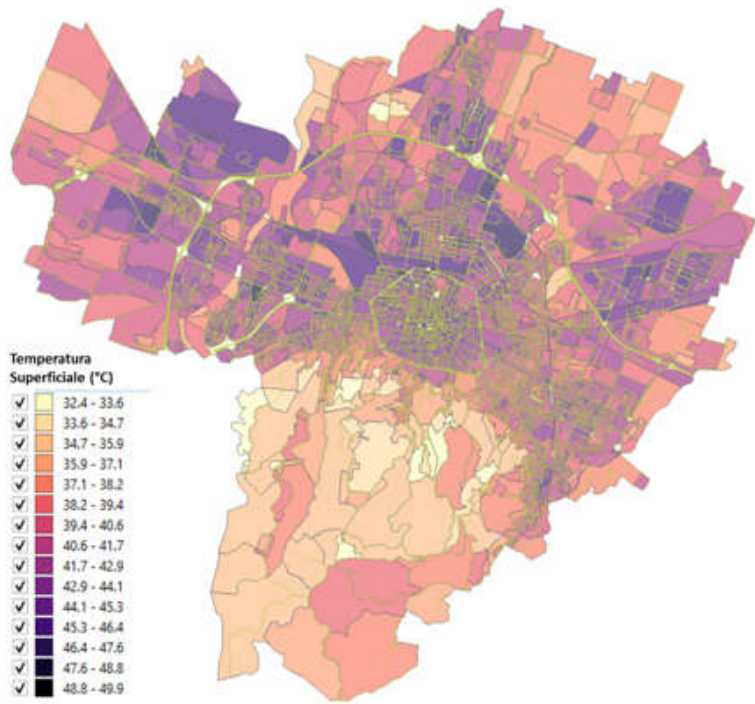 Temperatura
Superficiale (°C)
32.4 - 33.6
33.6 - 34.7
34.7 - 35.9
35.9 - 37.1
37.1 - 38.2
38.2 - 39.4
39.4 - 40.6
40.6 - 41.7
41.7 - 42.9
42.9 - 44.1
44.1 - 45.3
45.3 - 46.4
46.4 - 47.6
47.6 - 48.8
48.8 - 49.9